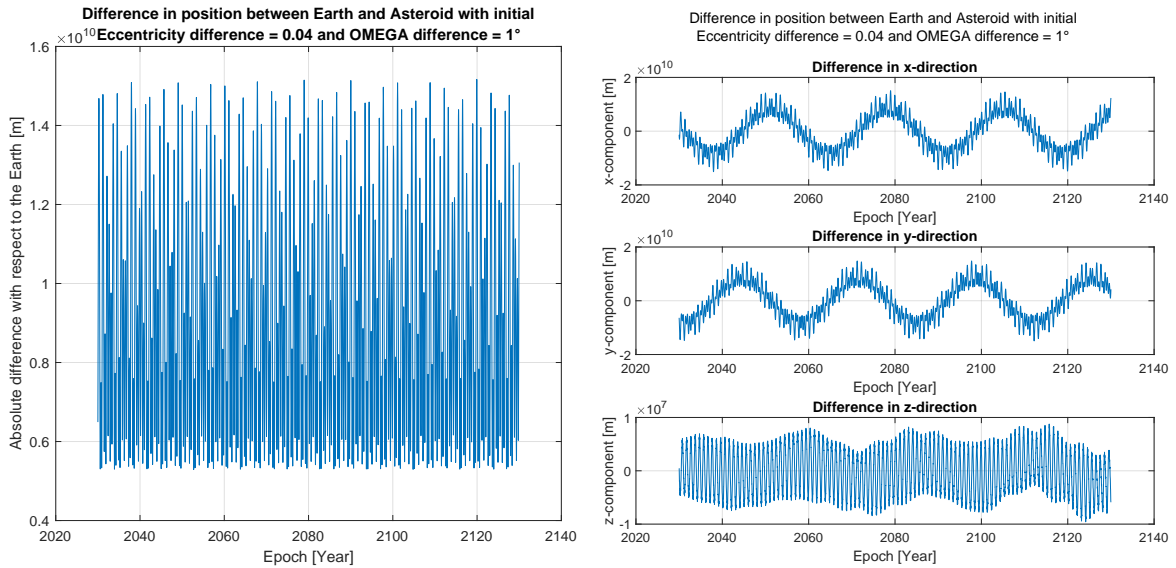 Difference in position between Earth and Asteroid with initial
Eccentricity difference = 0.04 and OMEGA difference = 1°
×10^10
1.6
1.4
1.2
1
0.8
0.6
0.4
Absolute difference with respect to the Earth [m]
2020 2040 2060 2080 2100 2120 2140
Epoch [Year]
Difference in position between Earth and Asteroid with initial
Eccentricity difference = 0.04 and OMEGA difference = 1°
Difference in x-direction
×10^10
2
0
-2
x-component [m]
2020 2040 2060 2080 2100 2120 2140
Epoch [Year]
Difference in y-direction
×10^10
2
0
-2
y-component [m]
2020 2040 2060 2080 2100 2120 2140
Epoch [Year]
Difference in z-direction
×10^7
1
0
-1
z-component [m]
2020 2040 2060 2080 2100 2120 2140
Epoch [Year]